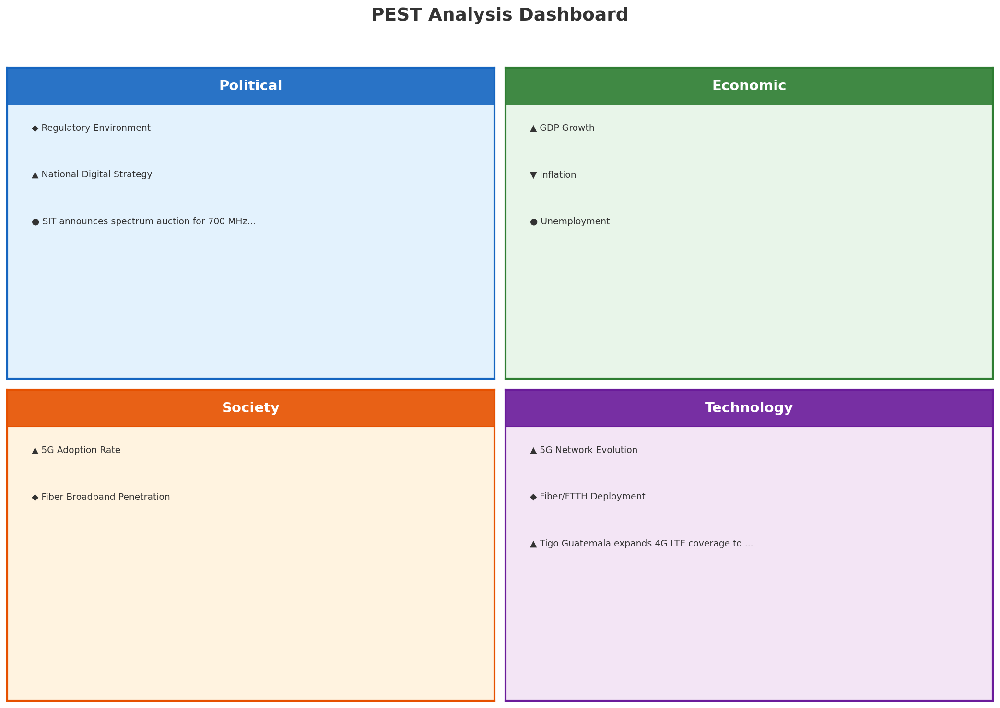 PEST Analysis Dashboard
Political
◆ Regulatory Environment
▲ National Digital Strategy
● SIT announces spectrum auction for 700 MHz...
Economic
▲ GDP Growth
▼ Inflation
● Unemployment
Society
▲ 5G Adoption Rate
◆ Fiber Broadband Penetration
Technology
▲ 5G Network Evolution
◆ Fiber/FTTH Deployment
▲ Tigo Guatemala expands 4G LTE coverage to ...